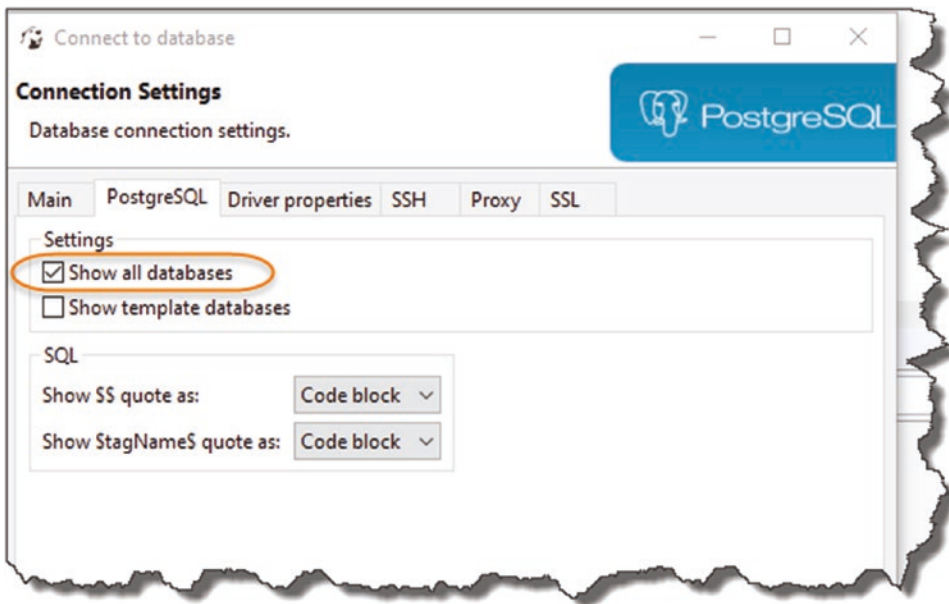 Connect to database
Connection Settings
Database connection settings.
PostgreSQL
Main PostgreSQL Driver properties SSH Proxy SSL
Settings
Show all databases
Show template databases
SQL
Show $$ quote as: Code block
Show $tagName$ quote as: Code block